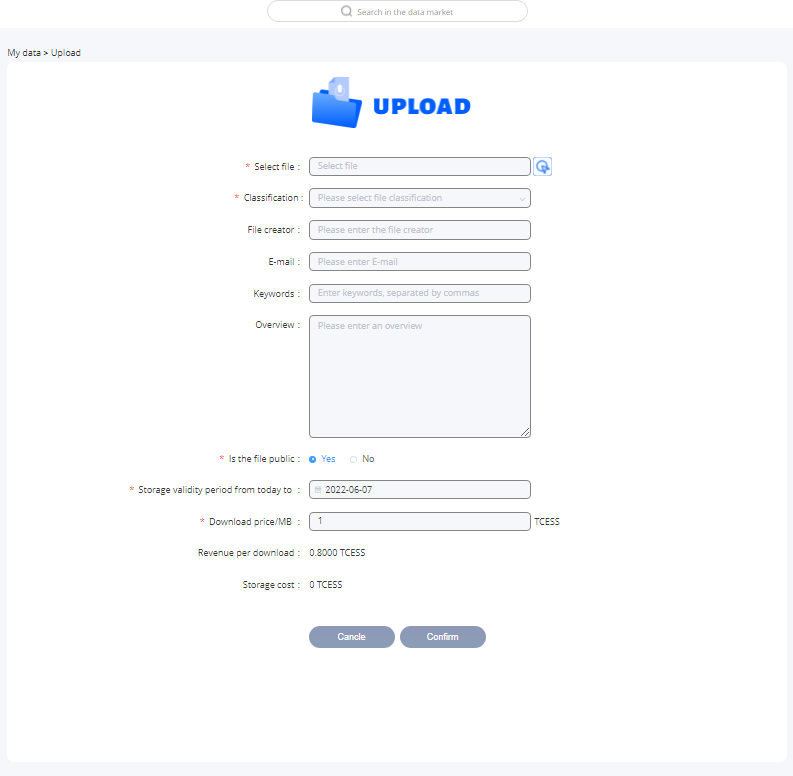 Search in the data market
My data > Upload
UPLOAD
* Select file : Select file
* Classification : Please select file classification
File creator : Please enter the file creator
E-mail : Please enter E-mail
Keywords : Enter keywords, separated by commas
Overview : Please enter an overview
* Is the file public : Yes No
* Storage validity period from today to : 2022-06-07
* Download price/MB : 1 TCESS
Revenue per download : 0.8000 TCESS
Storage cost : 0 TCESS
Cancle Confirm